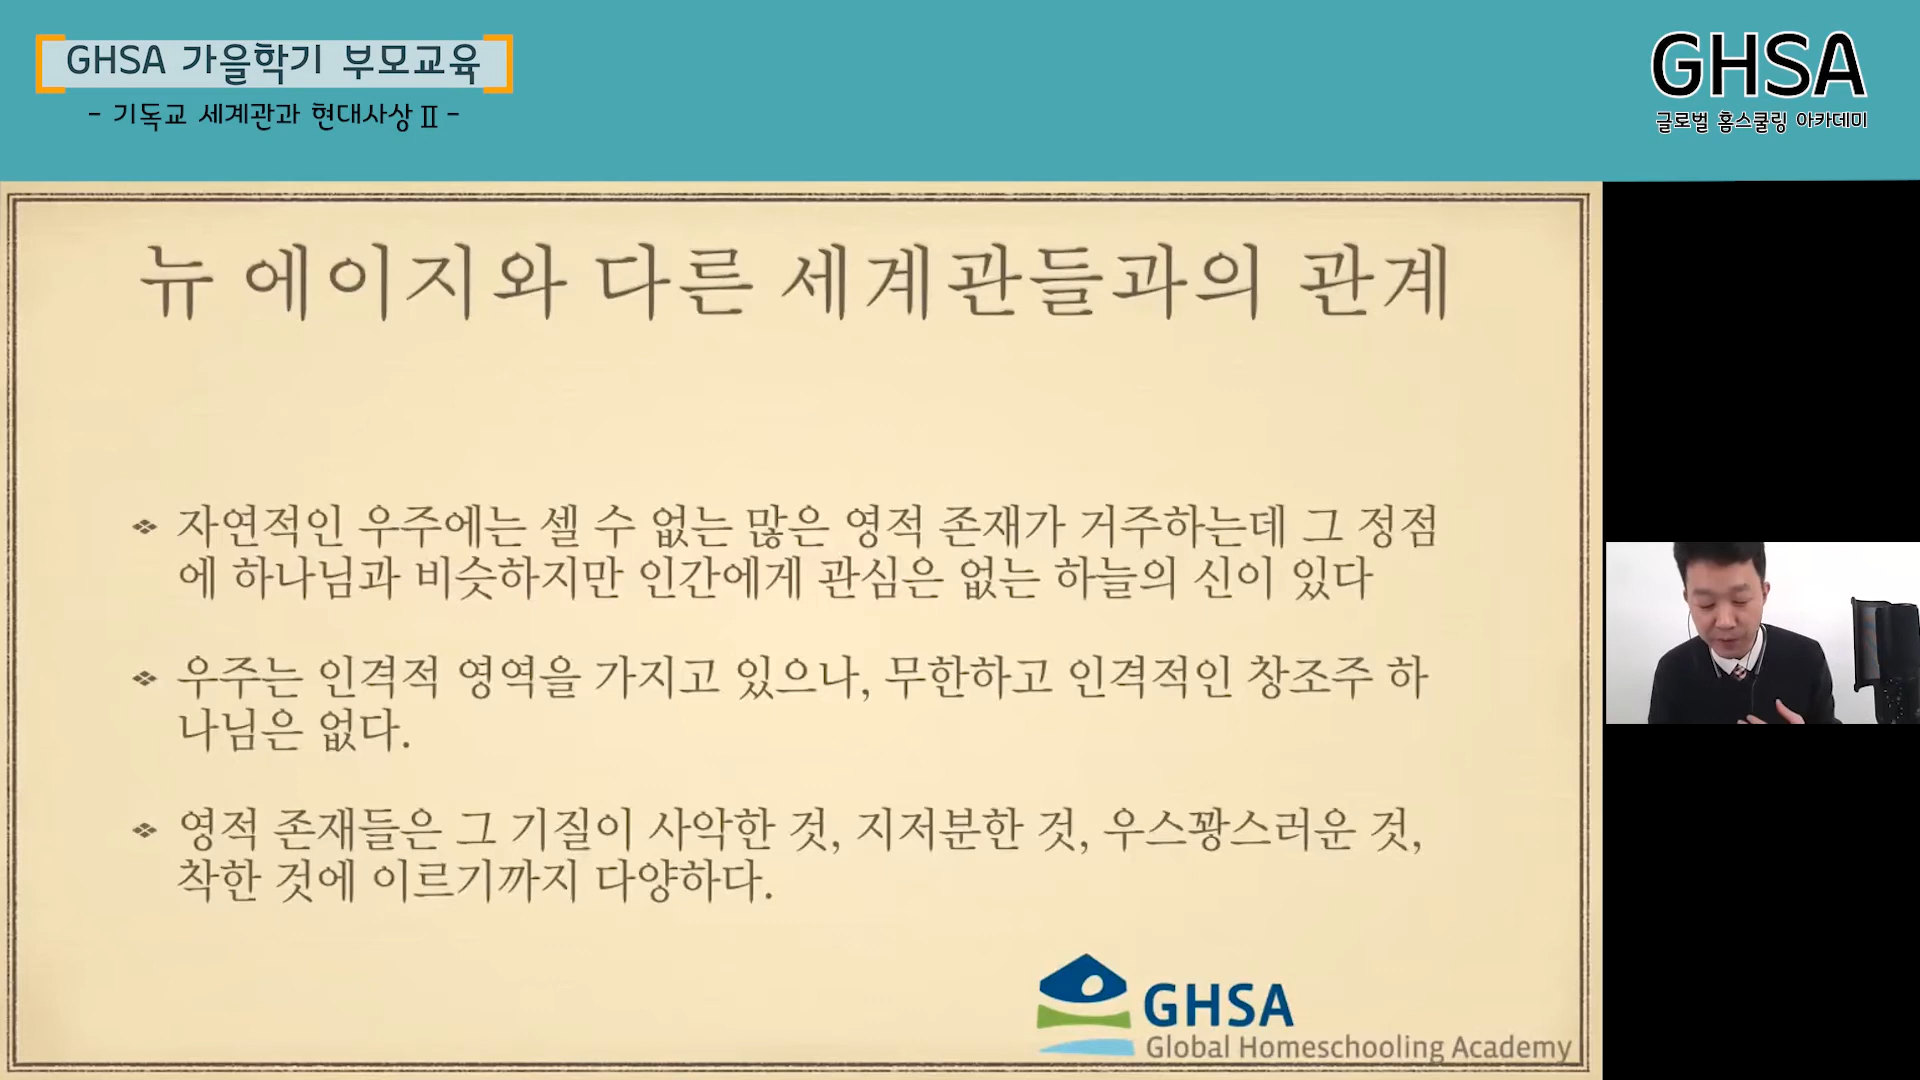 GHSA 가을학기 부모교육
- 기독교 세계관과 현대사상 Ⅱ -
GHSA
글로벌 홈스쿨링 아카데미
뉴 에이지와 다른 세계관들과의 관계
❖ 자연적인 우주에는 셀 수 없는 많은 영적 존재가 거주하는데 그 정점
에 하나님과 비슷하지만 인간에게 관심은 없는 하늘의 신이 있다
❖ 우주는 인격적 영역을 가지고 있으나, 무한하고 인격적인 창조주 하
나님은 없다.
❖ 영적 존재들은 그 기질이 사악한 것, 지저분한 것, 우스꽝스러운 것,
착한 것에 이르기까지 다양하다.
GHSA
Global Homeschooling Academy